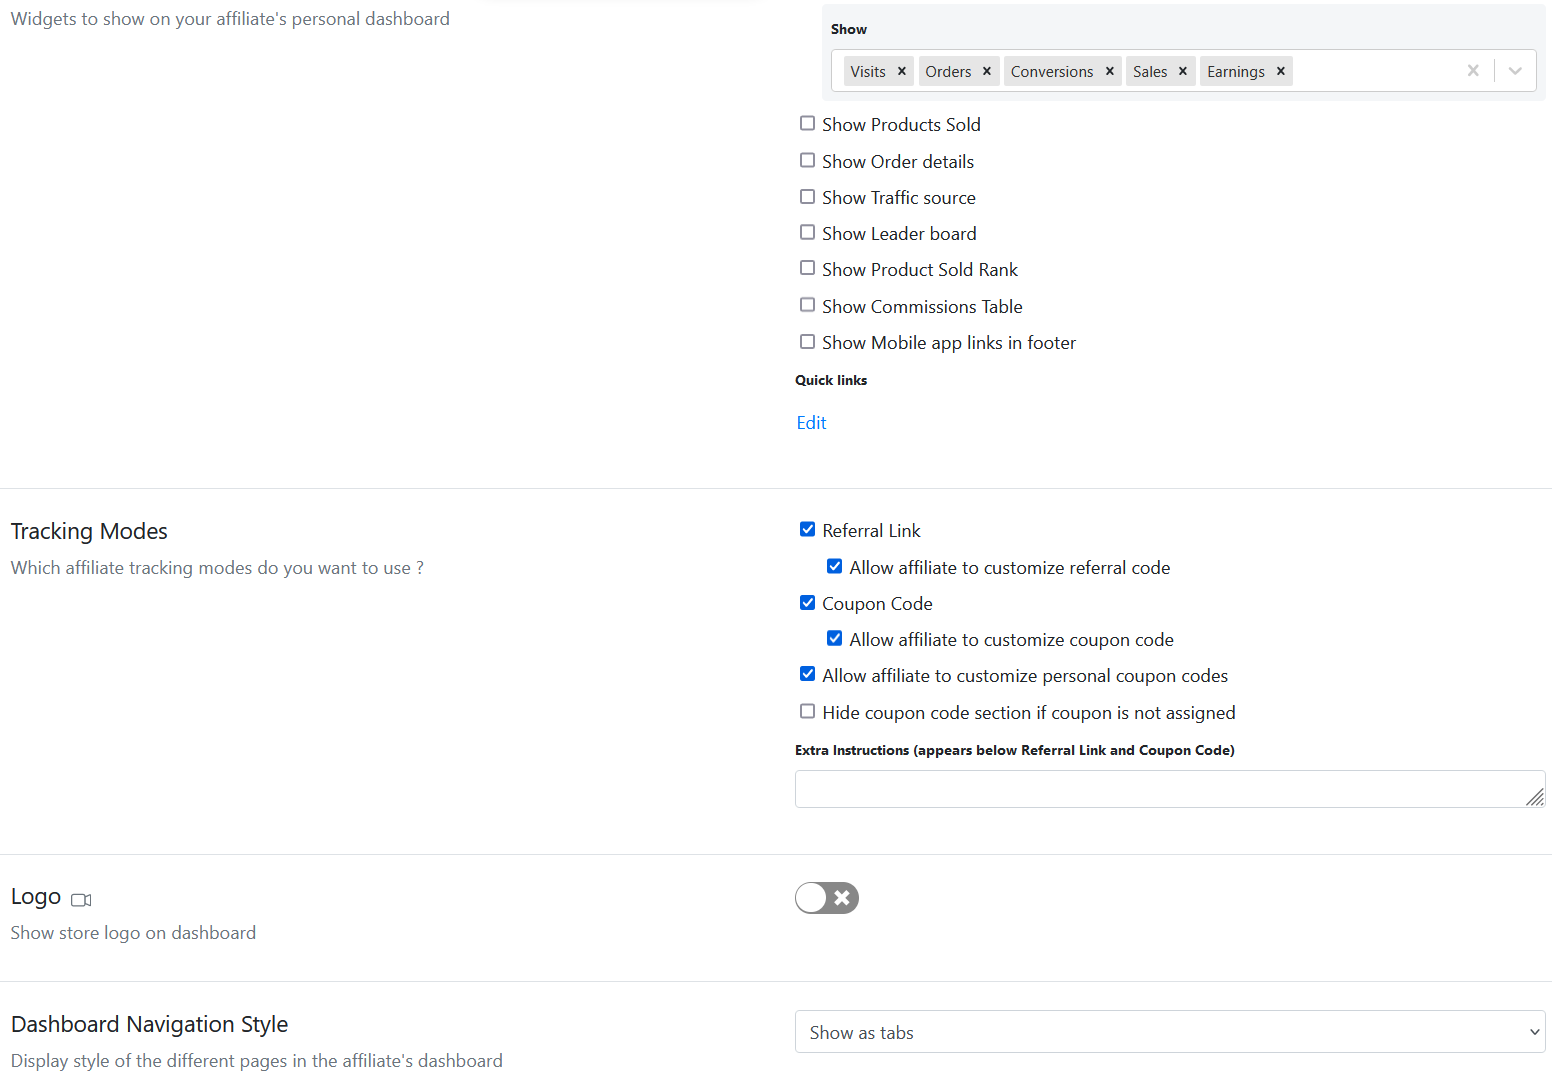 Widgets to show on your affiliate's personal dashboard
Show
Visits Orders Conversions Sales Earnings
Show Products Sold
Show Order details
Show Traffic source
Show Leader board
Show Product Sold Rank
Show Commissions Table
Show Mobile app links in footer
Quick links
Edit
Tracking Modes
Which affiliate tracking modes do you want to use ?
Referral Link
Allow affiliate to customize referral code
Coupon Code
Allow affiliate to customize coupon code
Allow affiliate to customize personal coupon codes
Hide coupon code section if coupon is not assigned
Extra Instructions (appears below Referral Link and Coupon Code)
Logo
Show store logo on dashboard
Dashboard Navigation Style
Display style of the different pages in the affiliate's dashboard
Show as tabs